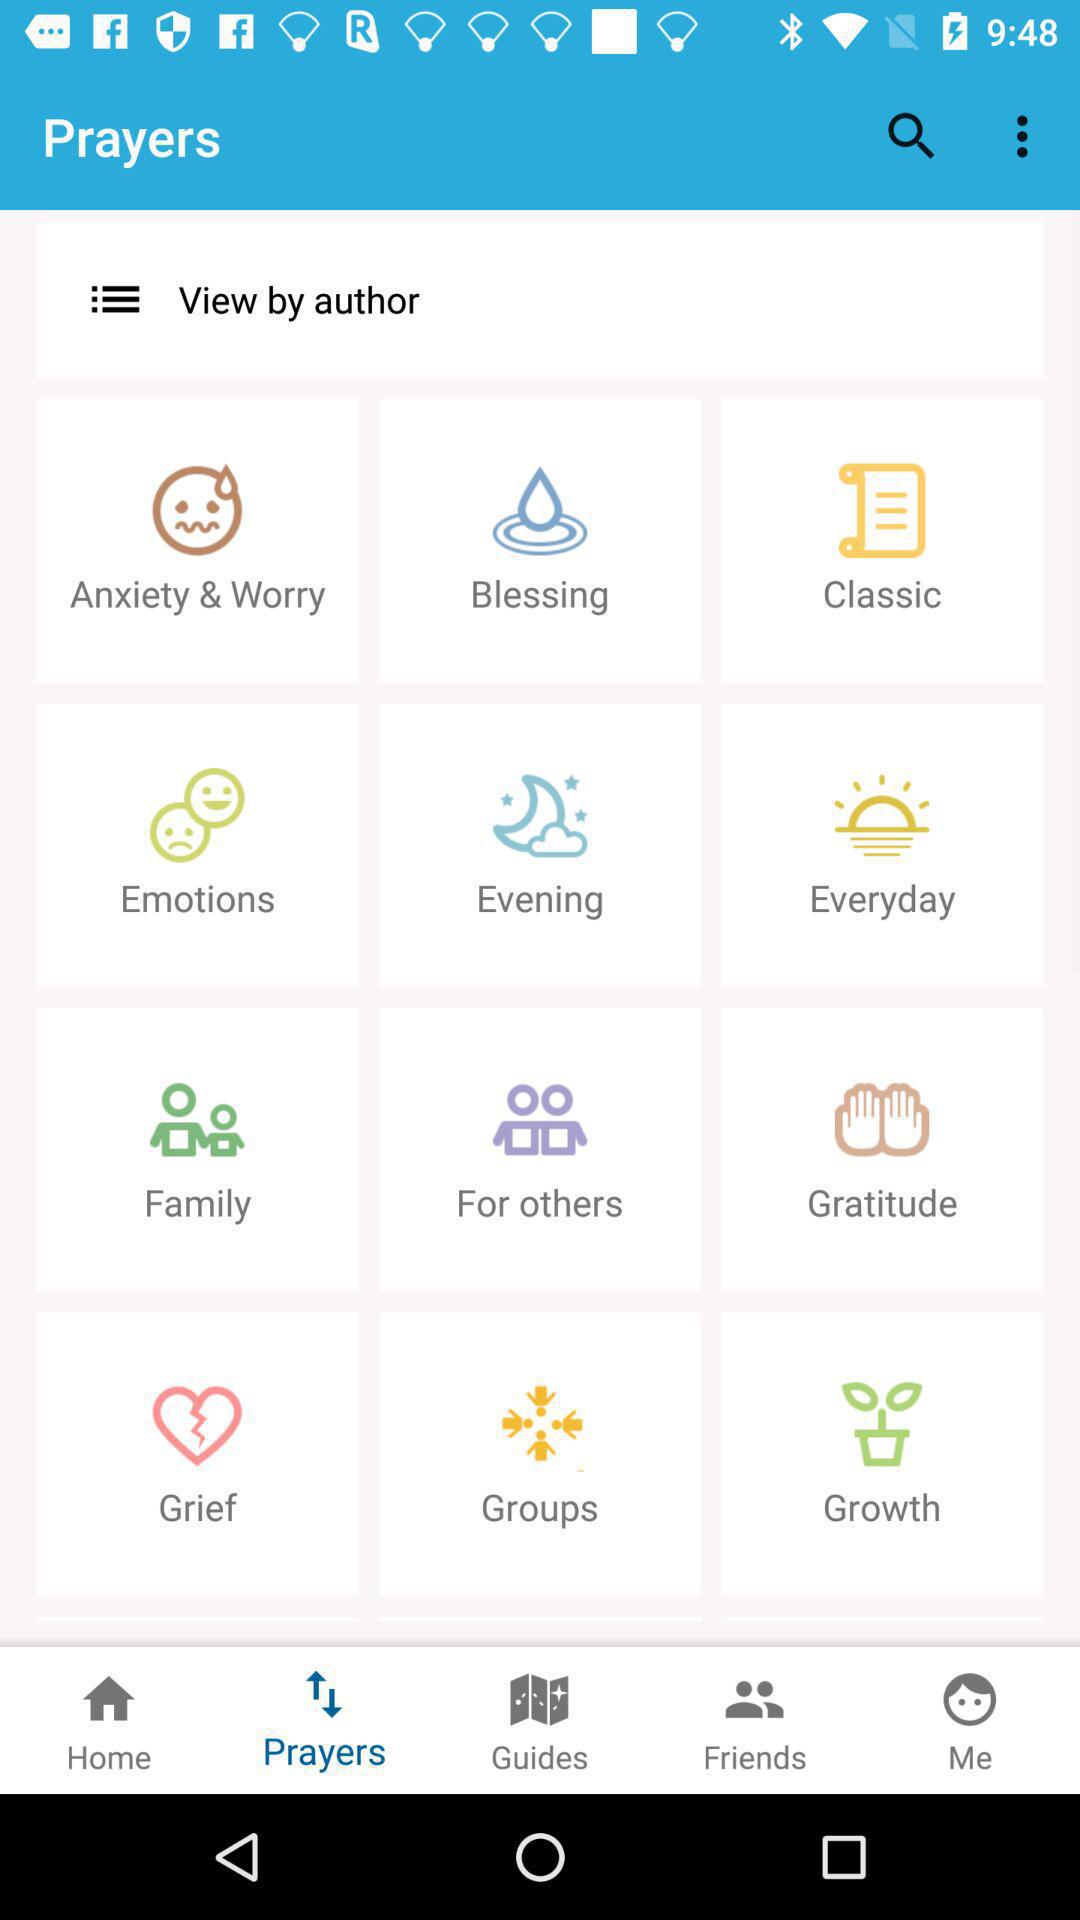 9:48
Prayers
View by author
Anxiety & Worry
Blessing
Classic
Emotions
Evening
Everyday
Family
For others
Gratitude
Grief
Groups
Growth
Home
Prayers
Guides
Friends
Me